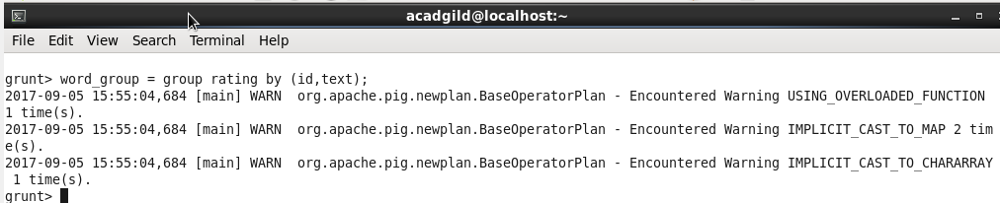 acadgild@localhost:~
File Edit View Search Terminal Help
grunt> word_group = group rating by (id,text);
2017-09-05 15:55:04,684 [main] WARN  org.apache.pig.newplan.BaseOperatorPlan - Encountered Warning USING_OVERLOADED_FUNCTION
1 time(s).
2017-09-05 15:55:04,684 [main] WARN  org.apache.pig.newplan.BaseOperatorPlan - Encountered Warning IMPLICIT_CAST_TO_MAP 2 tim
e(s).
2017-09-05 15:55:04,684 [main] WARN  org.apache.pig.newplan.BaseOperatorPlan - Encountered Warning IMPLICIT_CAST_TO_CHARARRAY
 1 time(s).
grunt>